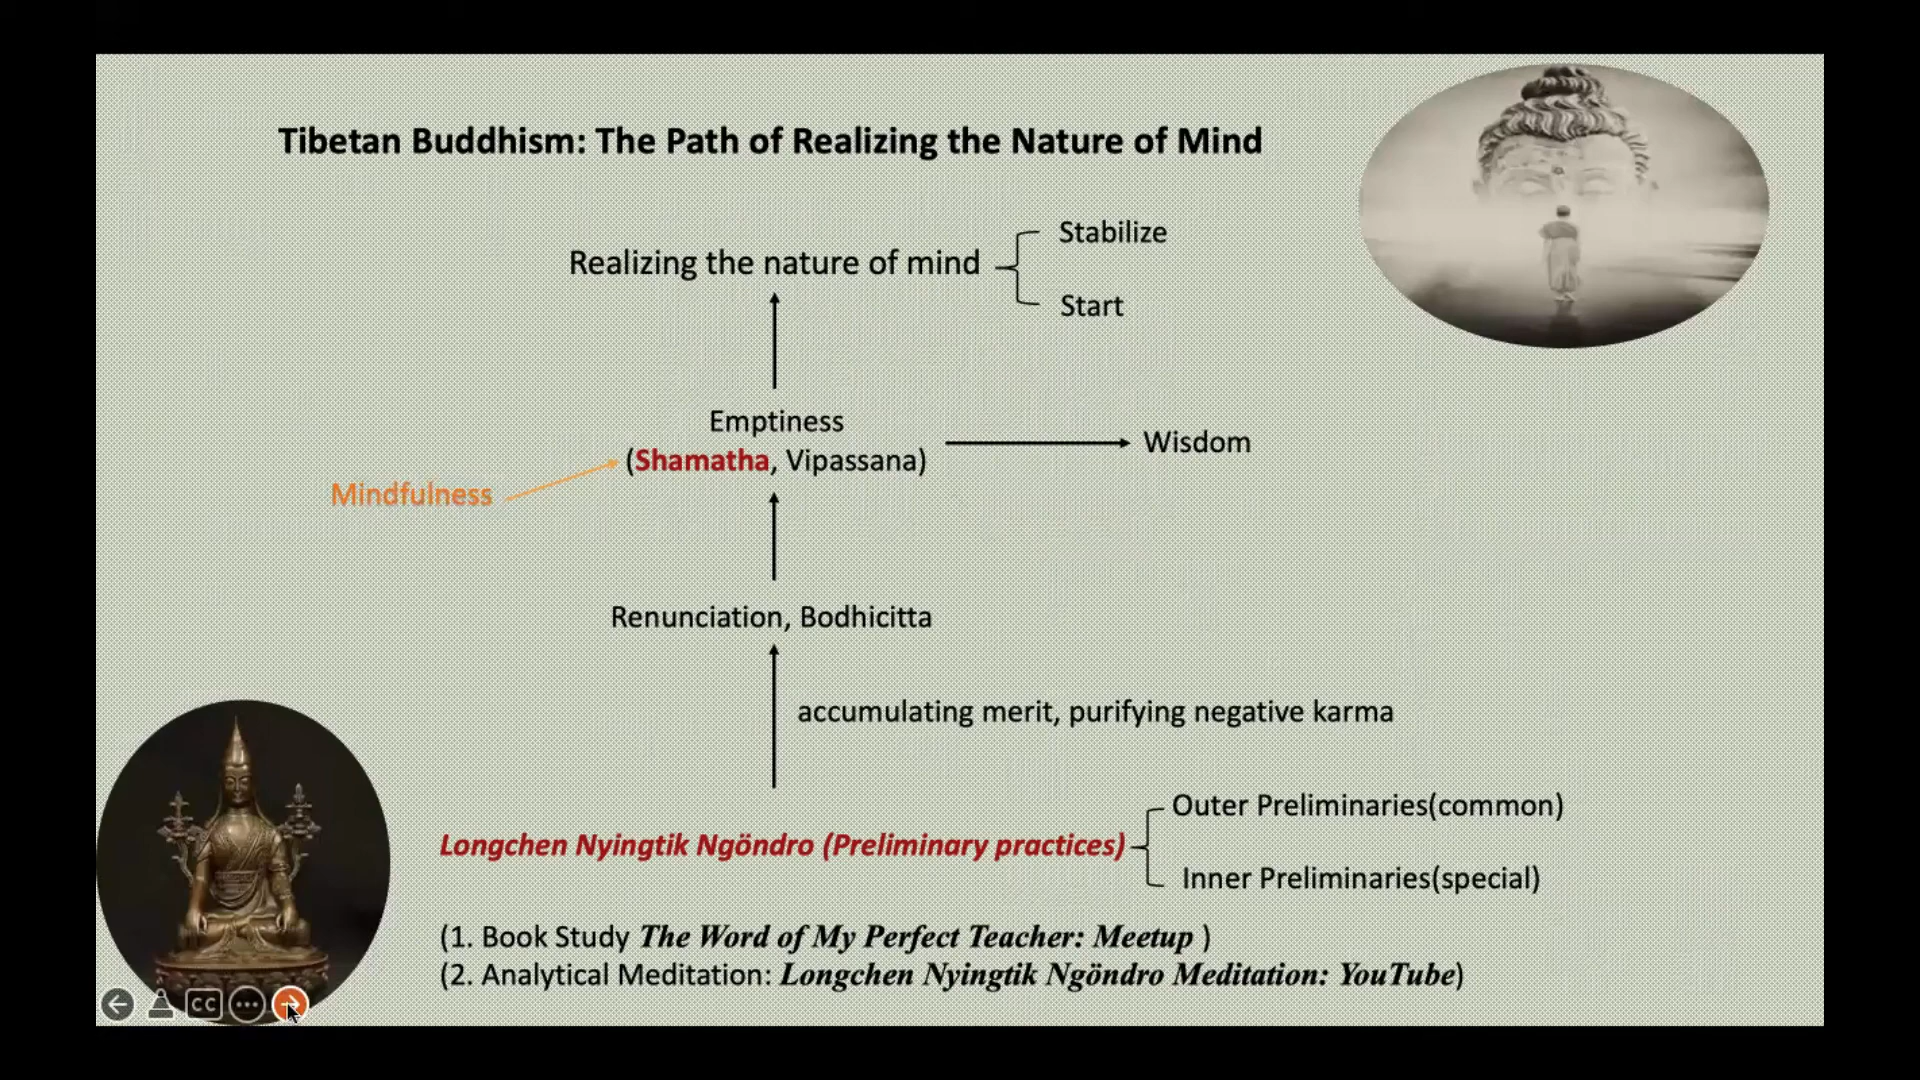 Tibetan Buddhism: The Path of Realizing the Nature of Mind
Stabilize
Realizing the nature of mind
Start
Emptiness
(Shamatha, Vipassana)
Wisdom
Mindfulness
Renunciation, Bodhicitta
accumulating merit, purifying negative karma
Outer Preliminaries(common)
Longchen Nyingtik Ngöndro (Preliminary practices)
Inner Preliminaries(special)
(1. Book Study The Word of My Perfect Teacher: Meetup )
(2. Analytical Meditation: Longchen Nyingtik Ngöndro Meditation: YouTube)
CC